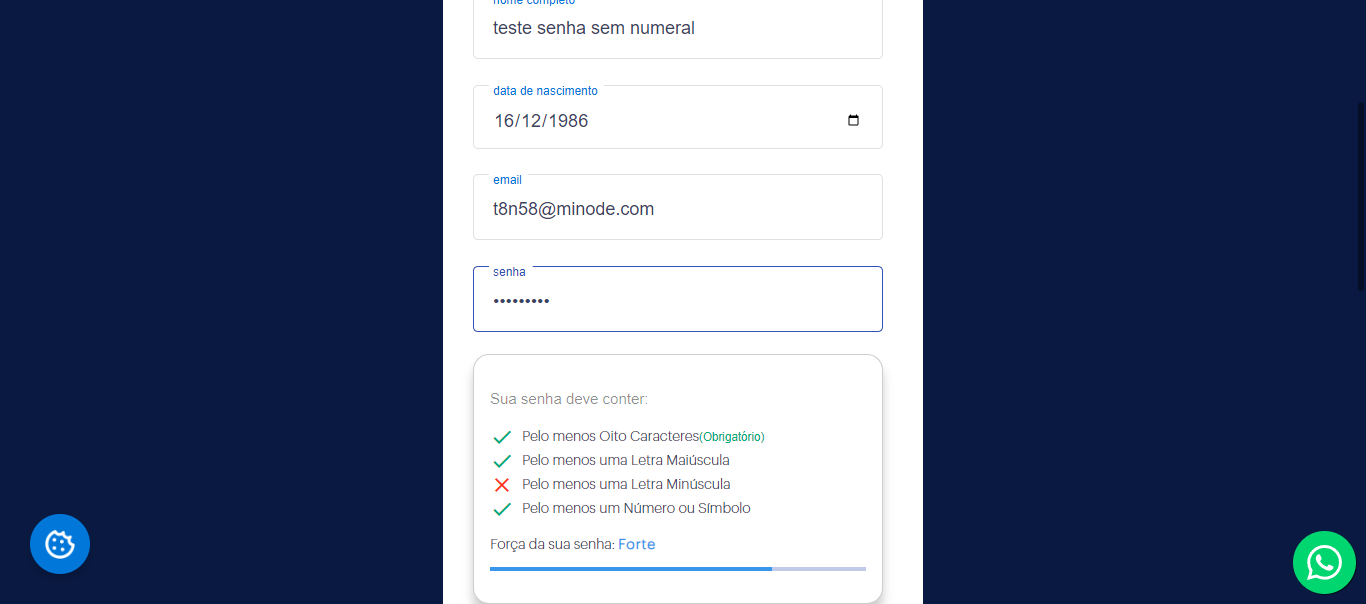 nome completo
teste senha sem numeral
data de nascimento
16/12/1986
email
t8n58@minode.com
senha
•••••••••
Sua senha deve conter:
Pelo menos Oito Caracteres(Obrigatório)
Pelo menos uma Letra Maiúscula
Pelo menos uma Letra Minúscula
Pelo menos um Número ou Símbolo
Força da sua senha: Forte